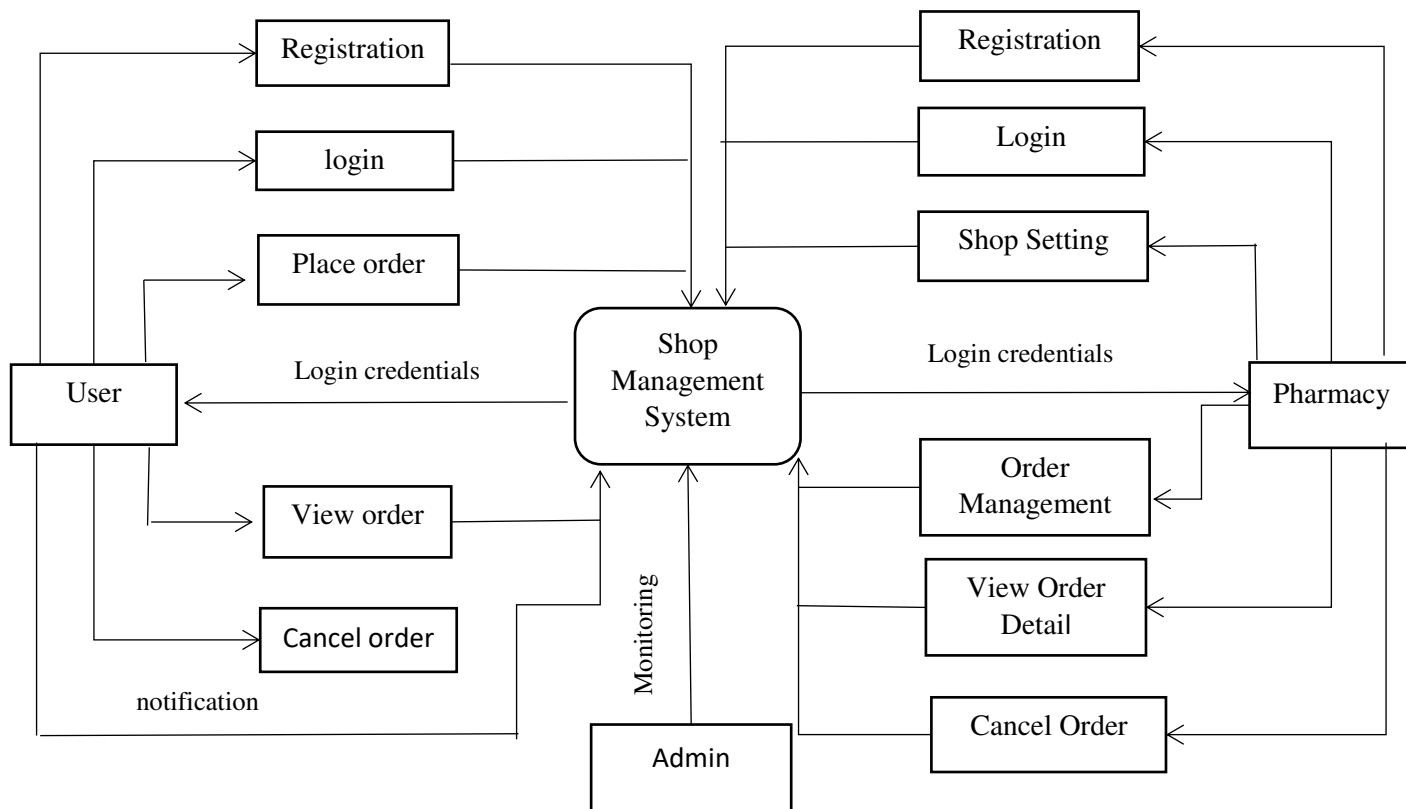 Registration
login
Place order
Login credentials
User
View order
Cancel order
notification
Shop
Management
System
Monitoring
Admin
Registration
Login
Shop Setting
Login credentials
Pharmacy
Order
Management
View Order
Detail
Cancel Order